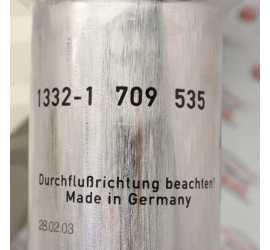 1332-1 709 535
Durchflußrichtung beachten!
Made in Germany
28.02.03